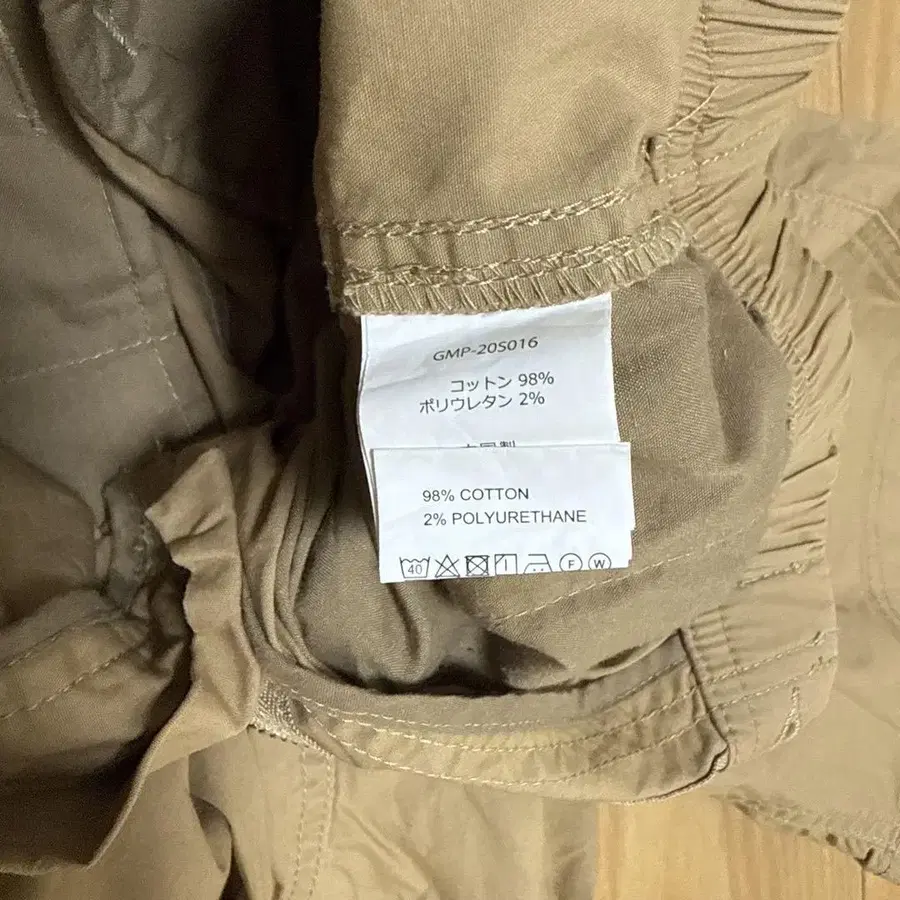 GMP-20S016
コットン 98%
ポリウレタン 2%
98% COTTON
2% POLYURETHANE
40
F W